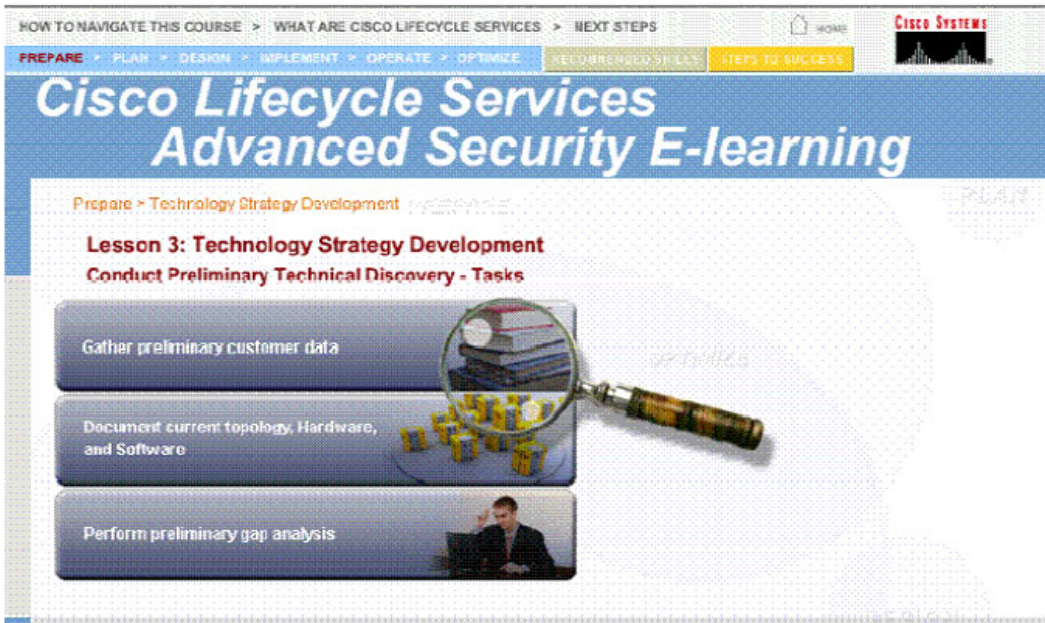 HOW TO NAVIGATE THIS COURSE > WHAT ARE CISCO LIFECYCLE SERVICES > NEXT STEPS
HOME
CISCO SYSTEMS
PREPARE > PLAN > DESIGN > IMPLEMENT > OPERATE > OPTIMIZE
RECOMMENDED SKILLS
STEPS TO SUCCESS
Cisco Lifecycle Services
Advanced Security E-learning
Prepare > Technology Strategy Development
PLAN
Lesson 3: Technology Strategy Development
Conduct Preliminary Technical Discovery - Tasks
Gather preliminary customer data
Document current topology, Hardware,
and Software
Perform preliminary gap analysis